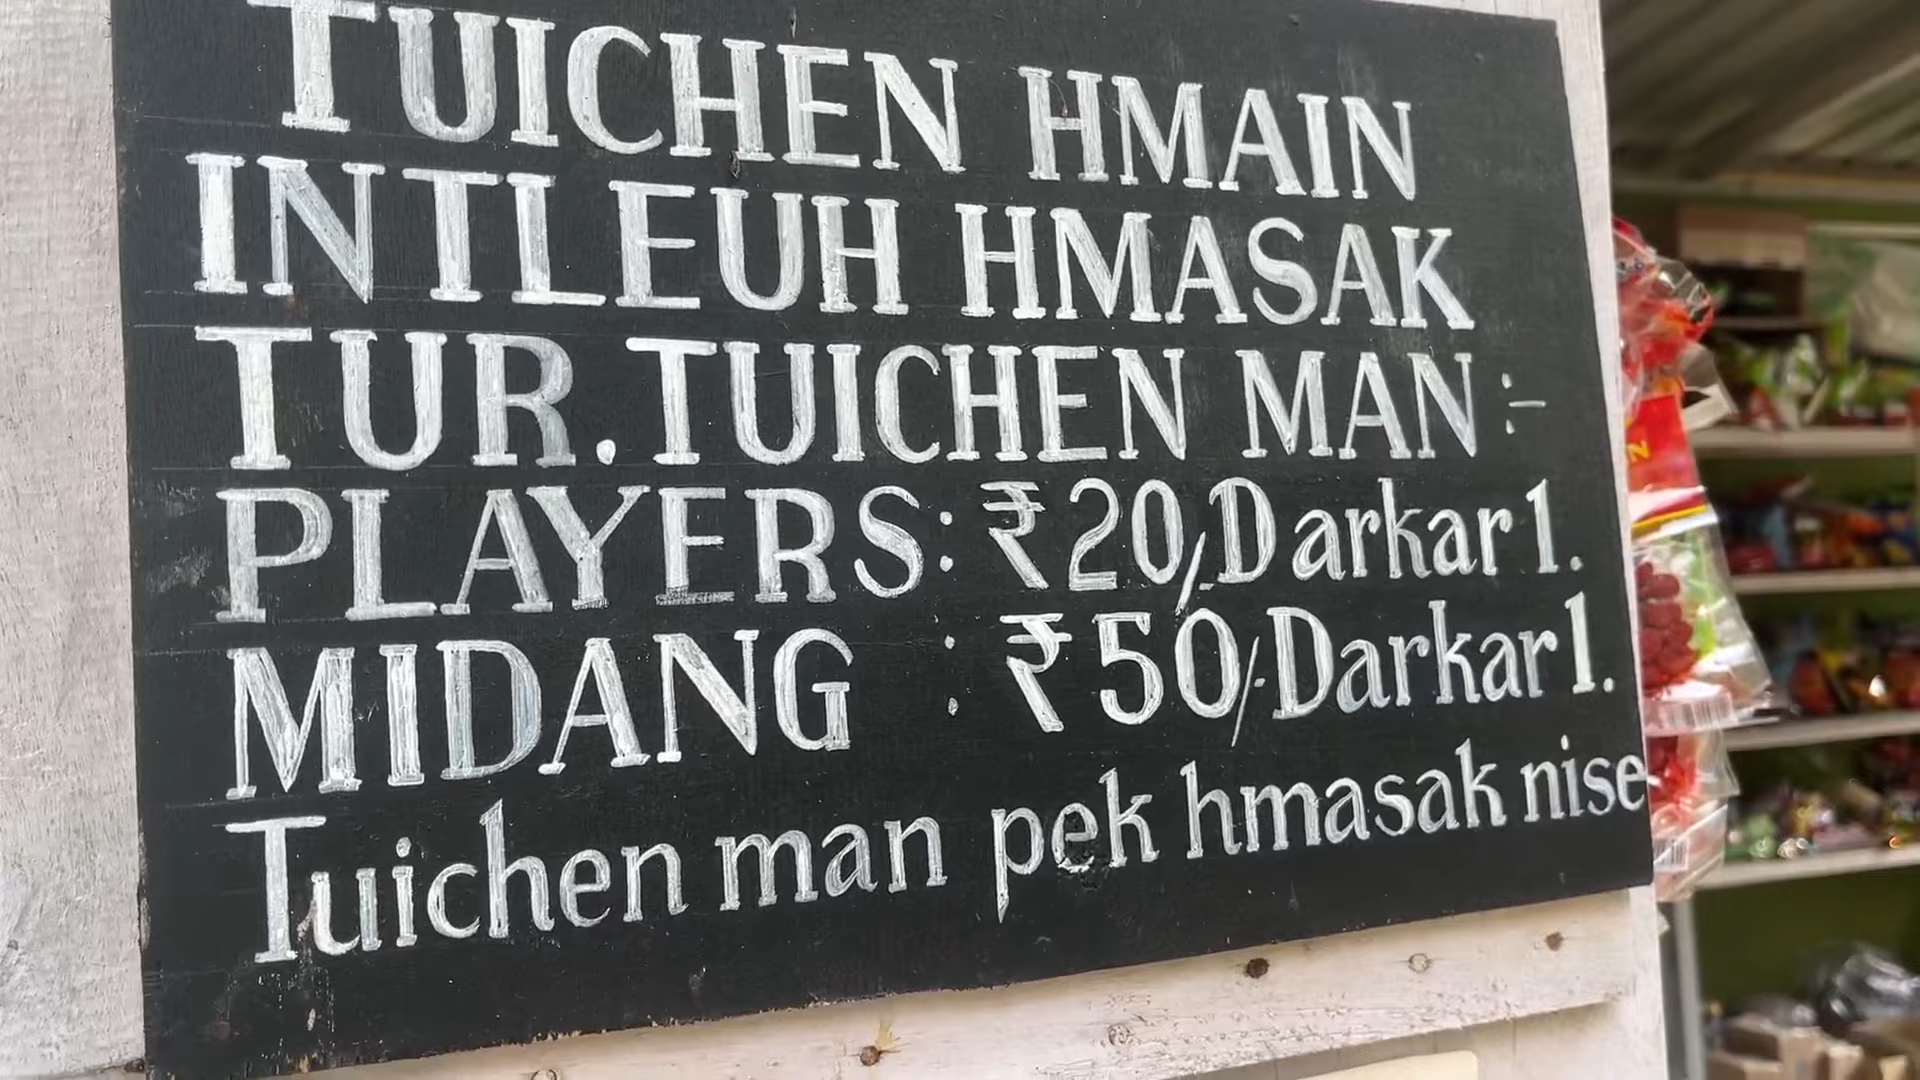 TUICHEN HMAIN
INTLEUH HMASAK
TUR. TUICHEN MAN :-
PLAYERS : ₹ 20/- Darkar 1.
MIDANG : ₹ 50/- Darkar 1.
Tuichen man pek hmasak nise